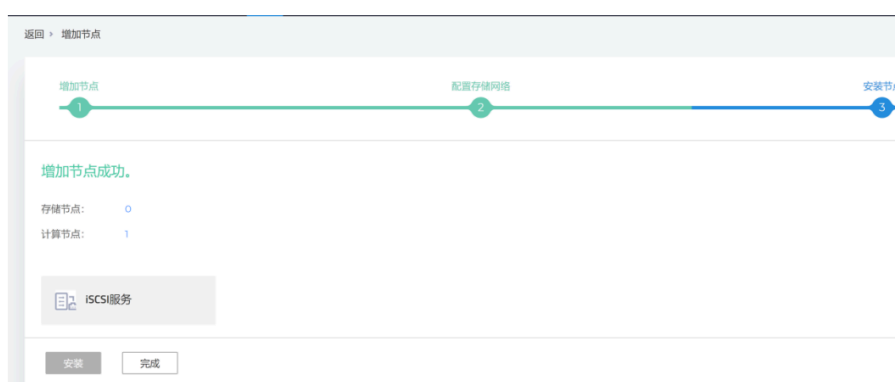 返回 › 增加节点
增加节点 配置存储网络 安装节点
1 2 3
增加节点成功。
存储节点： 0
计算节点： 1
iSCSI服务
安装 完成